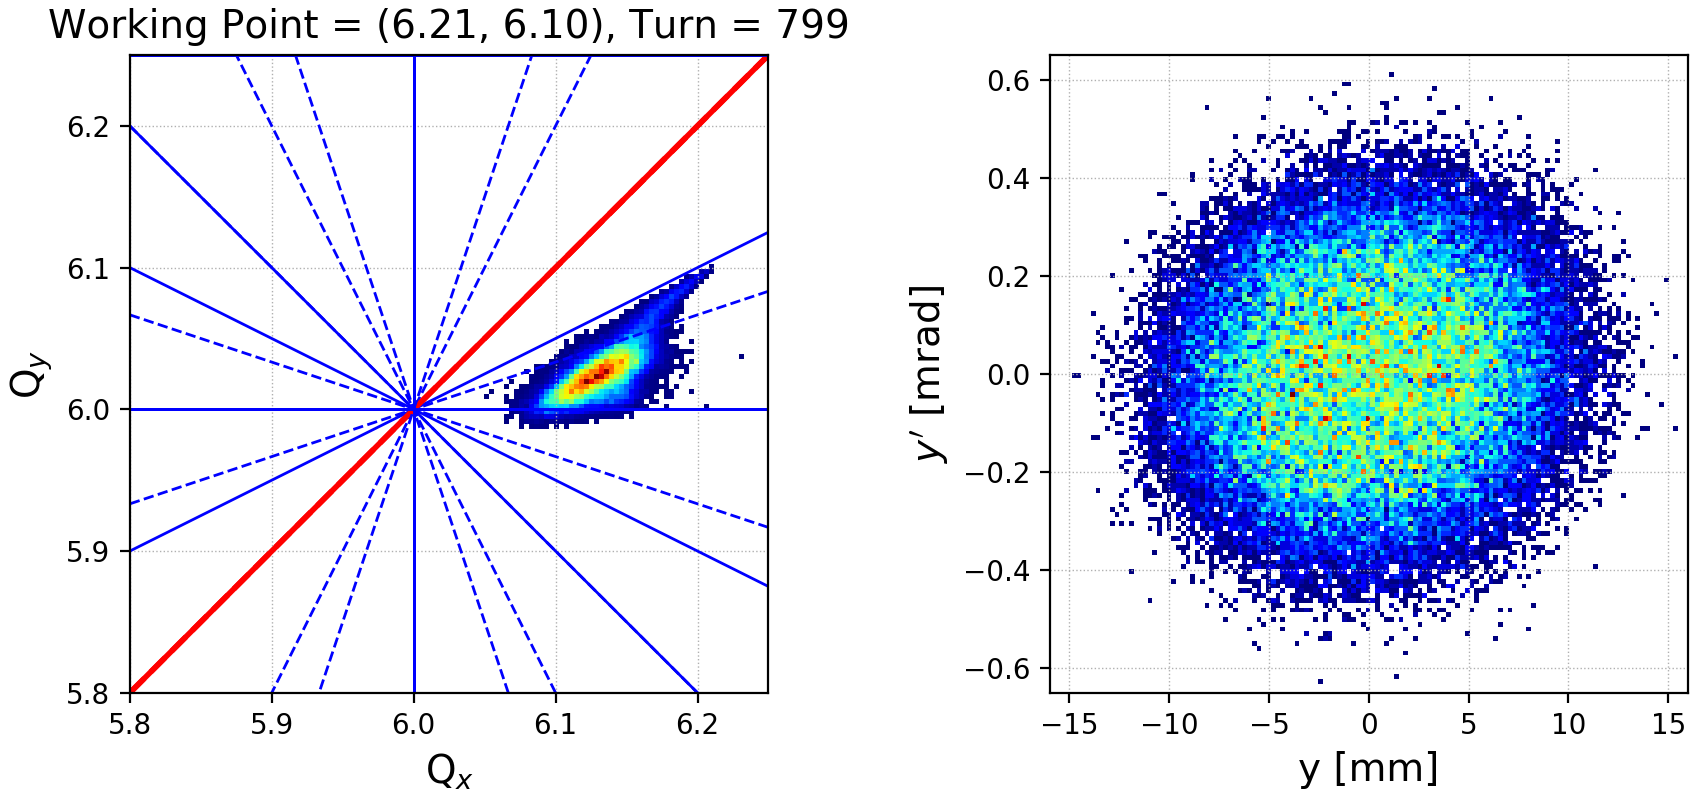 Working Point = (6.21, 6.10), Turn = 799
6.2
6.1
6.0
5.9
5.8
Q_y
5.8 5.9 6.0 6.1 6.2
Q_x
0.6
0.4
0.2
0.0
−0.2
−0.4
−0.6
y′ [mrad]
−15 −10 −5 0 5 10 15
y [mm]